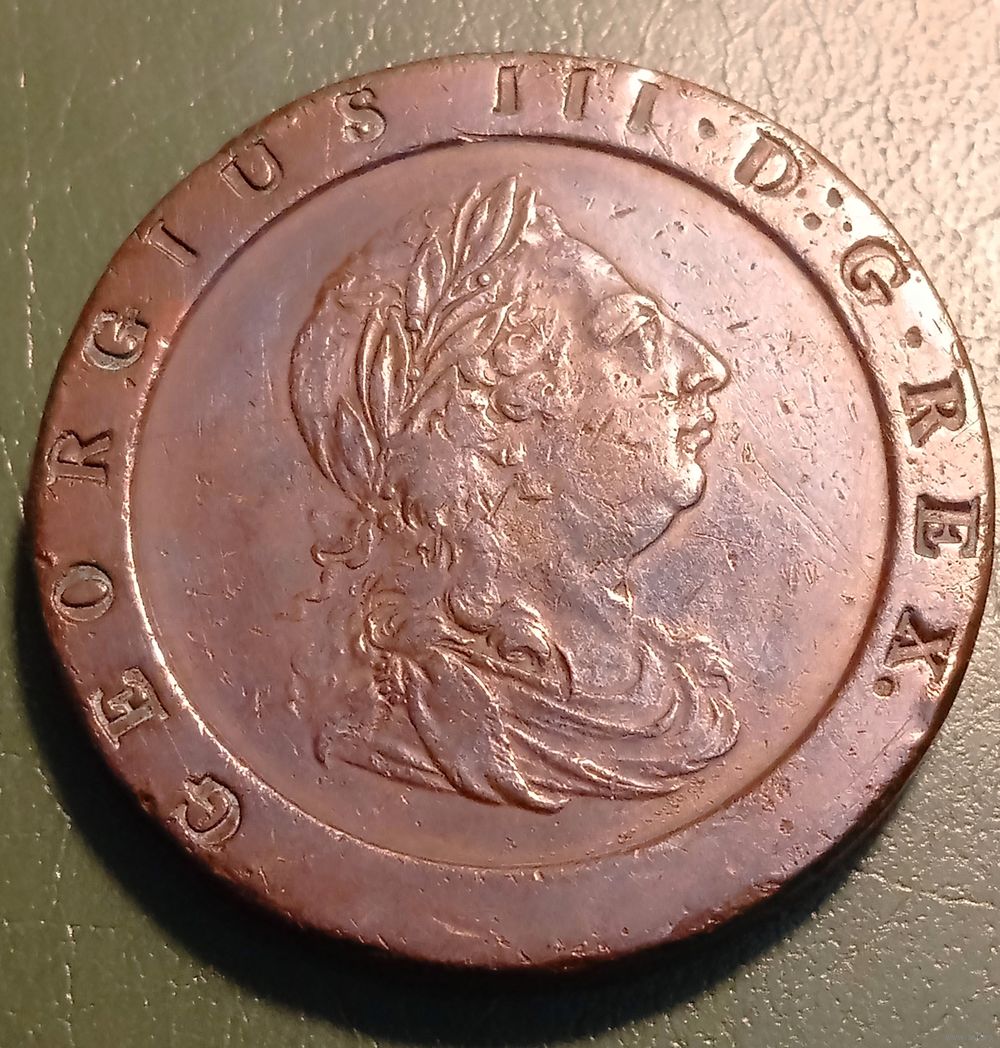 GEORGIUS III · D: G · REX.